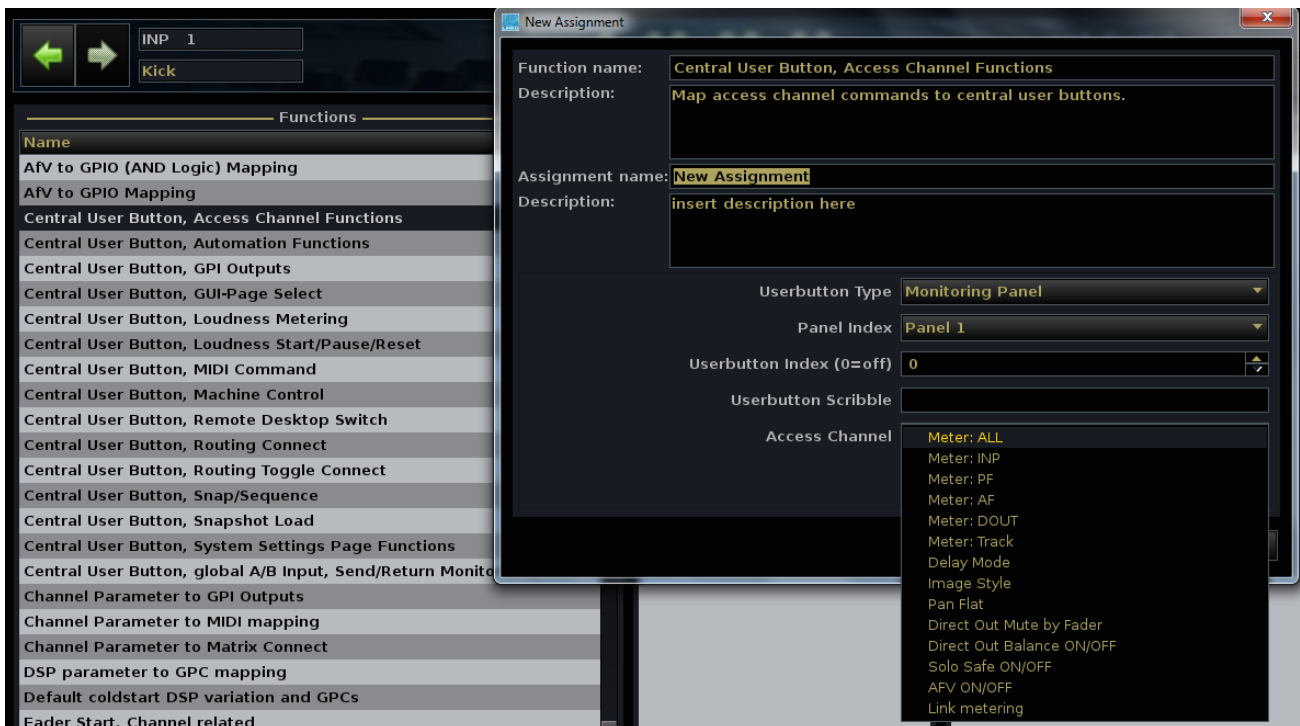 INP 1
Kick
Functions
Name
AfV to GPIO (AND Logic) Mapping
AfV to GPIO Mapping
Central User Button, Access Channel Functions
Central User Button, Automation Functions
Central User Button, GPI Outputs
Central User Button, GUI-Page Select
Central User Button, Loudness Metering
Central User Button, Loudness Start/Pause/Reset
Central User Button, MIDI Command
Central User Button, Machine Control
Central User Button, Remote Desktop Switch
Central User Button, Routing Connect
Central User Button, Routing Toggle Connect
Central User Button, Snap/Sequence
Central User Button, Snapshot Load
Central User Button, System Settings Page Functions
Central User Button, global A/B Input, Send/Return Monito
Channel Parameter to GPI Outputs
Channel Parameter to MIDI mapping
Channel Parameter to Matrix Connect
DSP parameter to GPC mapping
Default coldstart DSP variation and GPCs
Fader Start, Channel related
New Assignment
Function name: Central User Button, Access Channel Functions
Description: Map access channel commands to central user buttons.
Assignment name: New Assignment
Description: insert description here
Userbutton Type Monitoring Panel
Panel Index Panel 1
Userbutton Index (0=off) 0
Userbutton Scribble
Access Channel
Meter: ALL
Meter: INP
Meter: PF
Meter: AF
Meter: DOUT
Meter: Track
Delay Mode
Image Style
Pan Flat
Direct Out Mute by Fader
Direct Out Balance ON/OFF
Solo Safe ON/OFF
AFV ON/OFF
Link metering